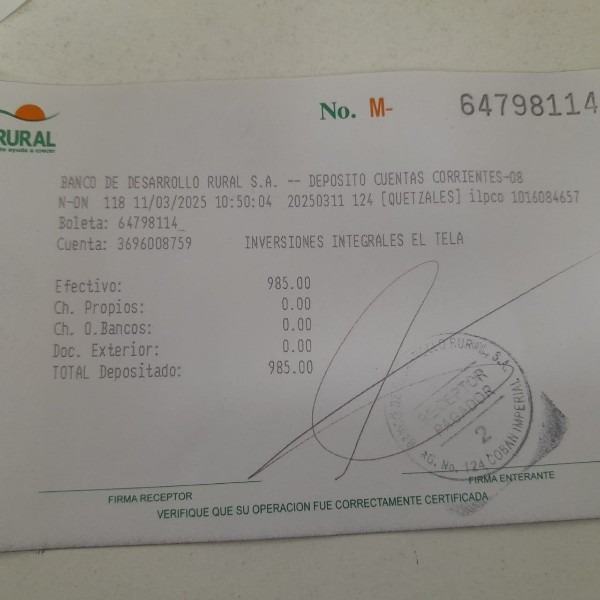 No. M- 64798114
RURAL
te ayuda a crecer
BANCO DE DESARROLLO RURAL S.A. -- DEPOSITO CUENTAS CORRIENTES-08
N-ON 118 11/03/2025 10:50:04 20250311 124 [QUETZALES] ilpco 1016084657
Boleta: 64798114_
Cuenta: 3696008759 INVERSIONES INTEGRALES EL TELA
Efectivo: 985.00
Ch. Propios: 0.00
Ch. O.Bancos: 0.00
Doc. Exterior: 0.00
TOTAL Depositado: 985.00
RURAL, S.A.
RECEPTOR
PAGADOR
2
AG. No. 124 COBAN IMPERIAL
FIRMA RECEPTOR
FIRMA ENTERANTE
VERIFIQUE QUE SU OPERACION FUE CORRECTAMENTE CERTIFICADA